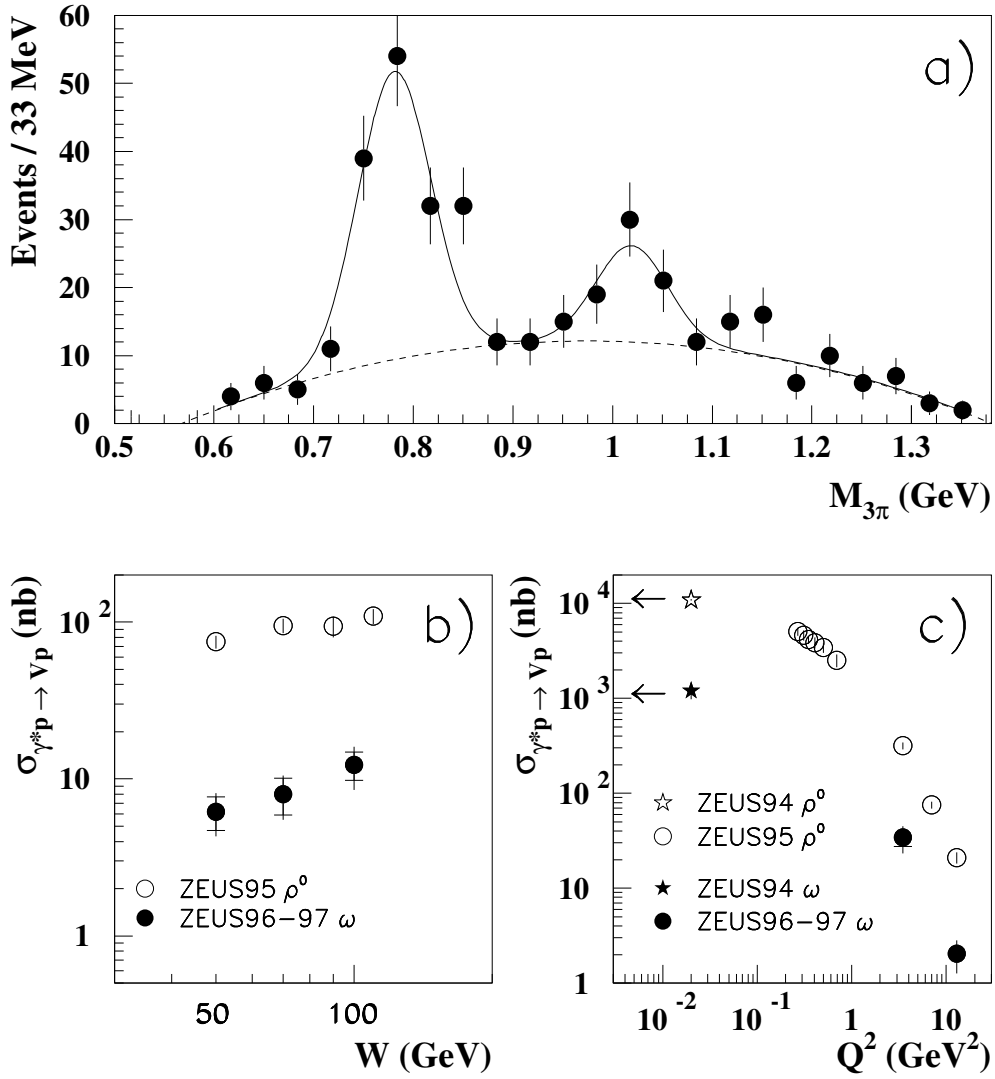 a)
Events / 33 MeV
60
50
40
30
20
10
0
0.5 0.6 0.7 0.8 0.9 1 1.1 1.2 1.3
M3π (GeV)
b)
σγ*p → Vp (nb)
10²
10
1
ZEUS95 ρ⁰
ZEUS96−97 ω
50 100
W (GeV)
c)
σγ*p → Vp (nb)
10⁴
10³
10²
10
1
ZEUS94 ρ⁰
ZEUS95 ρ⁰
ZEUS94 ω
ZEUS96−97 ω
10⁻² 10⁻¹ 1 10
Q² (GeV²)